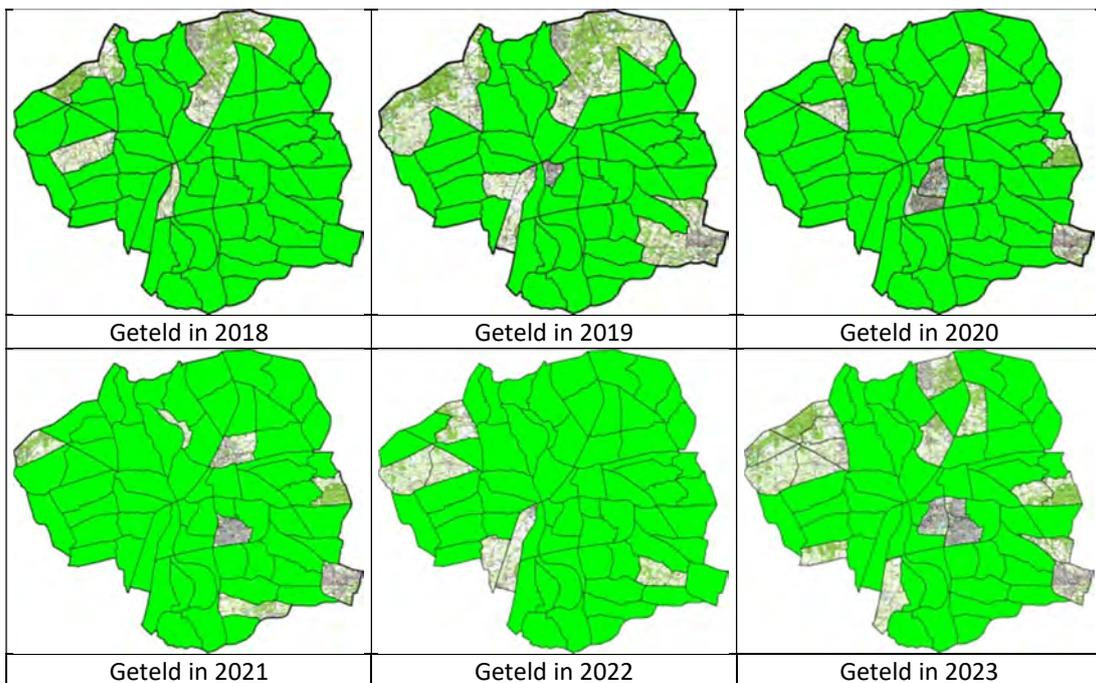 Geteld in 2018
Geteld in 2019
Geteld in 2020
Geteld in 2021
Geteld in 2022
Geteld in 2023